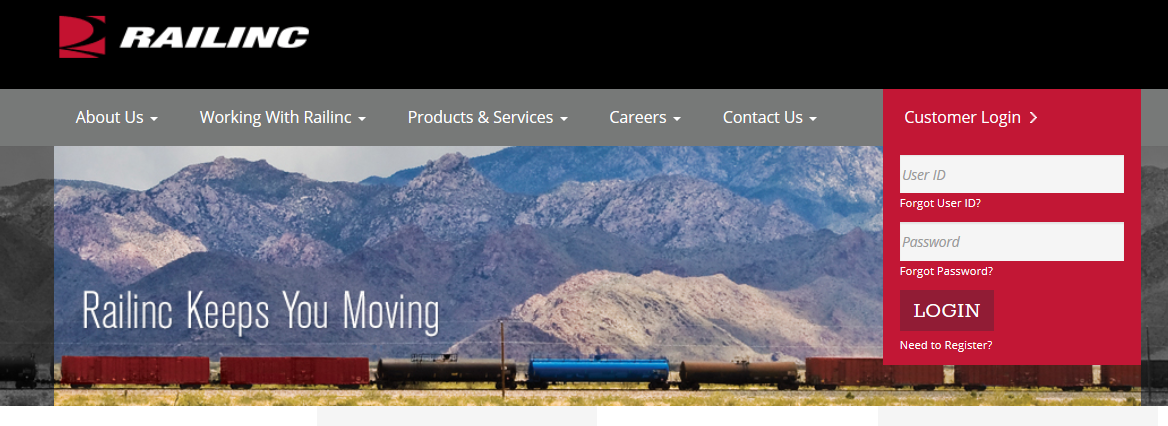 RAILINC
About Us
Working With Railinc
Products & Services
Careers
Contact Us
Customer Login
User ID
Forgot User ID?
Password
Forgot Password?
LOGIN
Need to Register?
Railinc Keeps You Moving